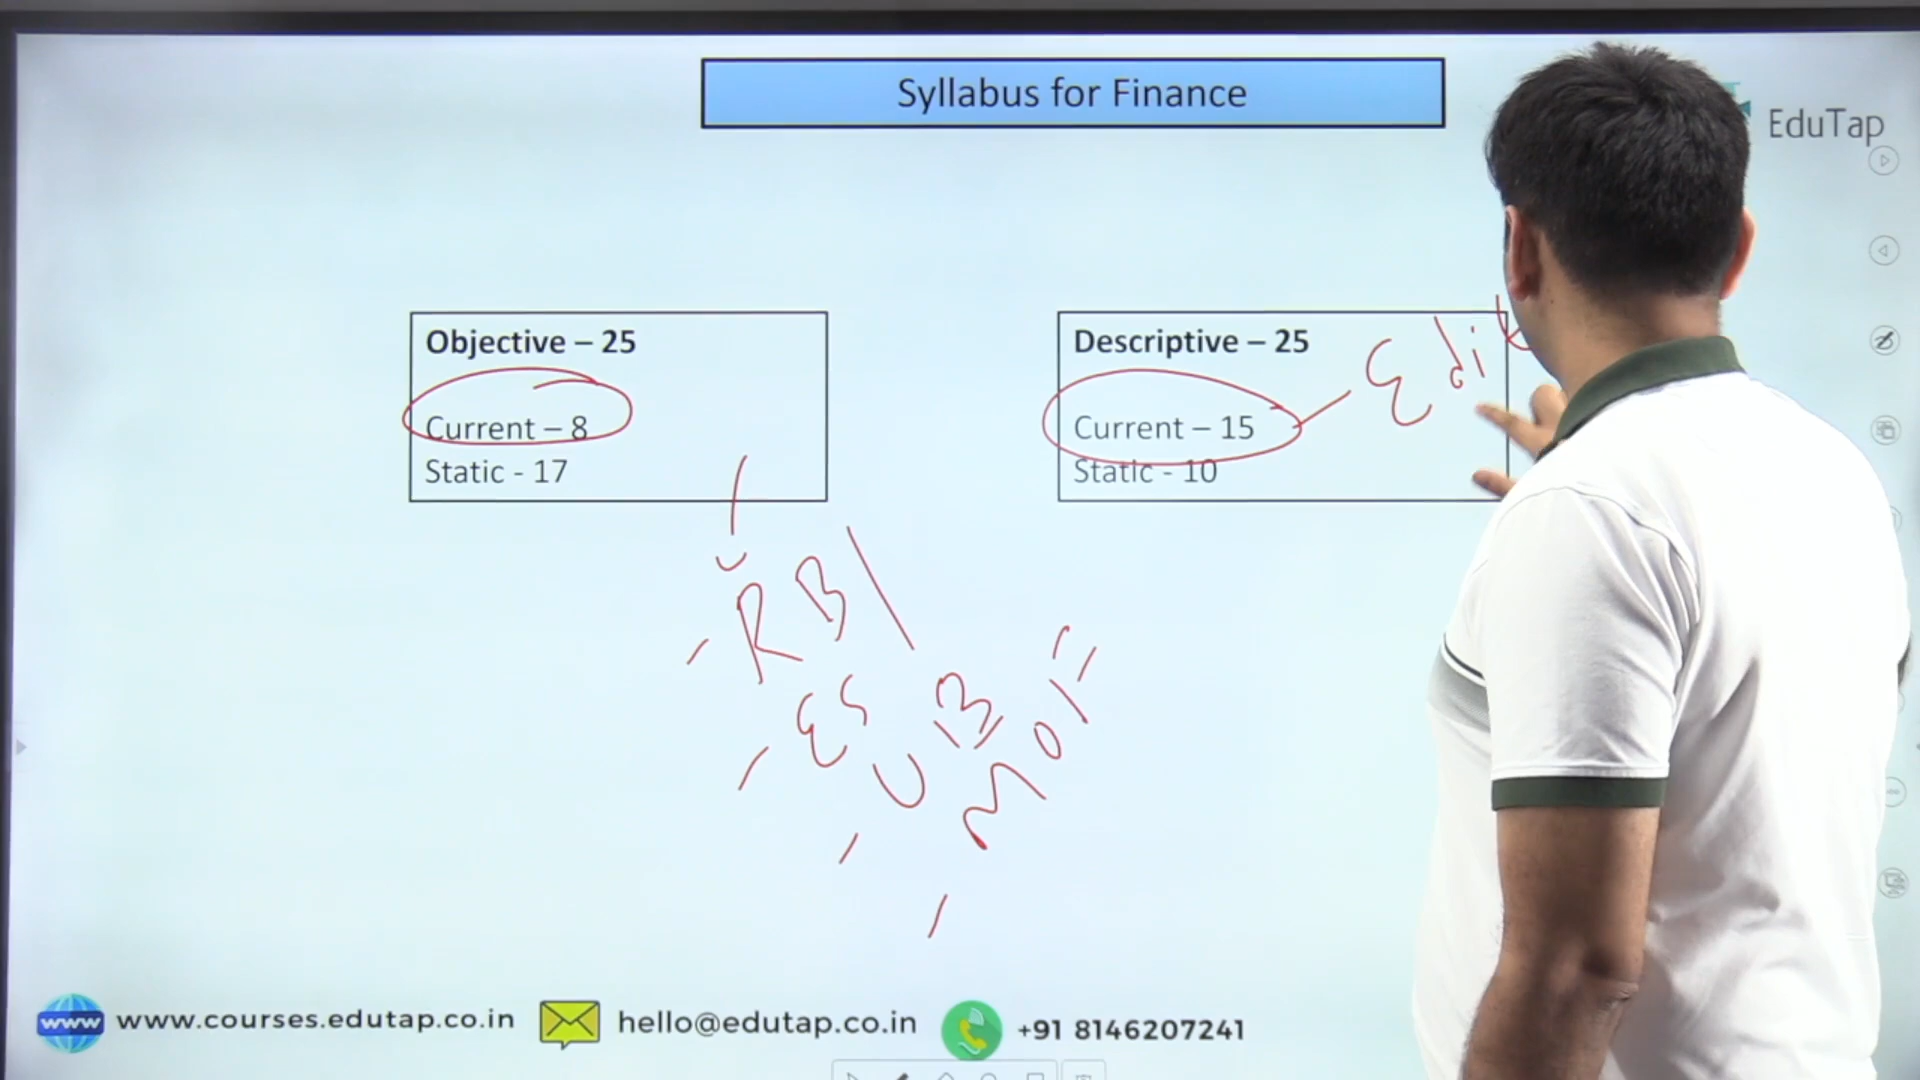 Syllabus for Finance
EduTap
Objective – 25
Current – 8
Static - 17
Descriptive – 25
Current – 15
Static - 10
Edit
RBI
ES
UB
MoF
www
www.courses.edutap.co.in
hello@edutap.co.in
+91 8146207241